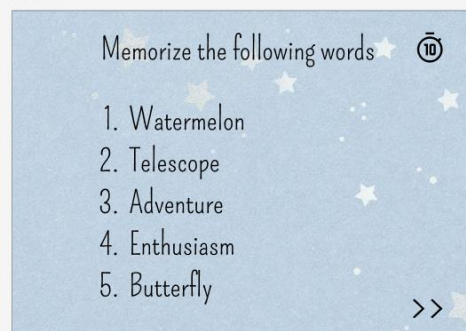 Memorize the following words
10
1. Watermelon
2. Telescope
3. Adventure
4. Enthusiasm
5. Butterfly
>>